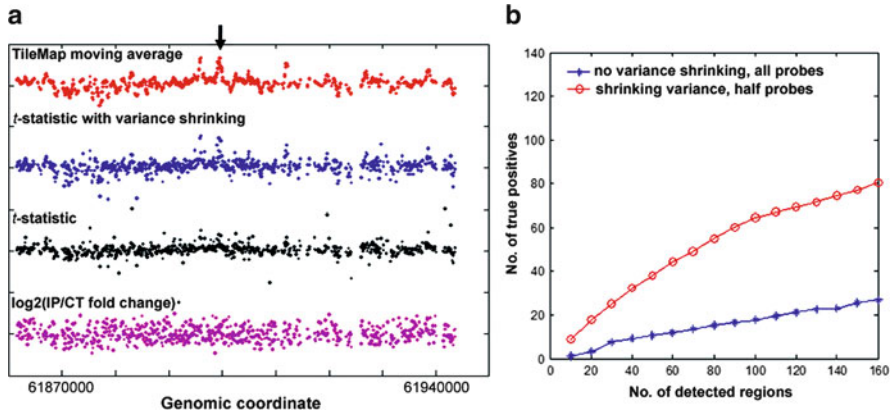 a
TileMap moving average
t-statistic with variance shrinking
t-statistic
log2(IP/CT fold change)
61870000 61940000
Genomic coordinate
b
no variance shrinking, all probes
shrinking variance, half probes
No. of true positives
140
120
100
80
60
40
20
0
0 20 40 60 80 100 120 140 160
No. of detected regions